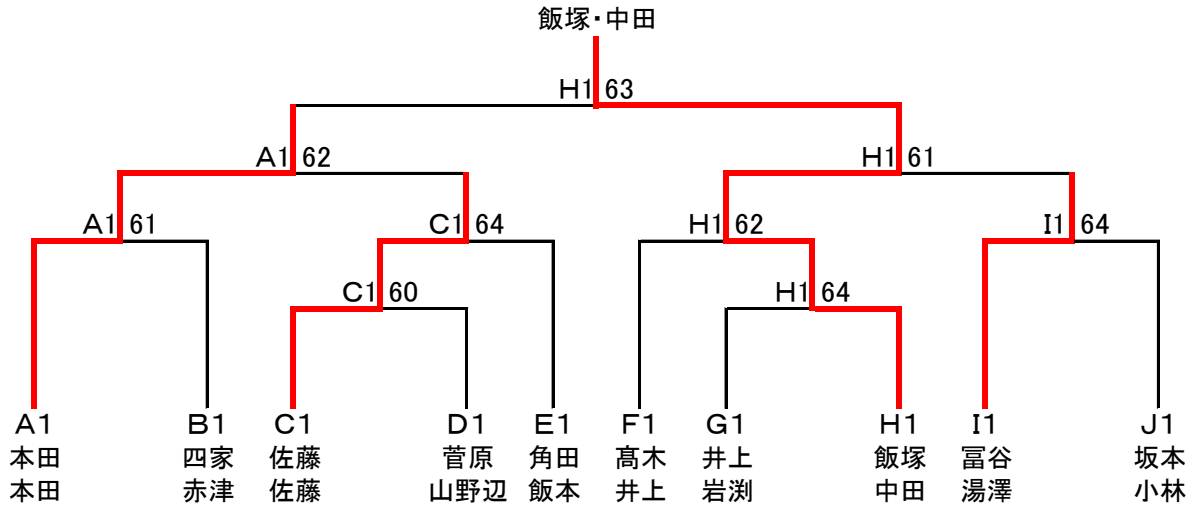 飯塚・中田
H1 63
A1 62 H1 61
A1 61 C1 64 H1 62 I1 64
C1 60 H1 64
A1 B1 C1 D1 E1 F1 G1 H1 I1 J1
本田 四家 佐藤 菅原 角田 髙木 井上 飯塚 冨谷 坂本
本田 赤津 佐藤 山野辺 飯本 井上 岩渕 中田 湯澤 小林